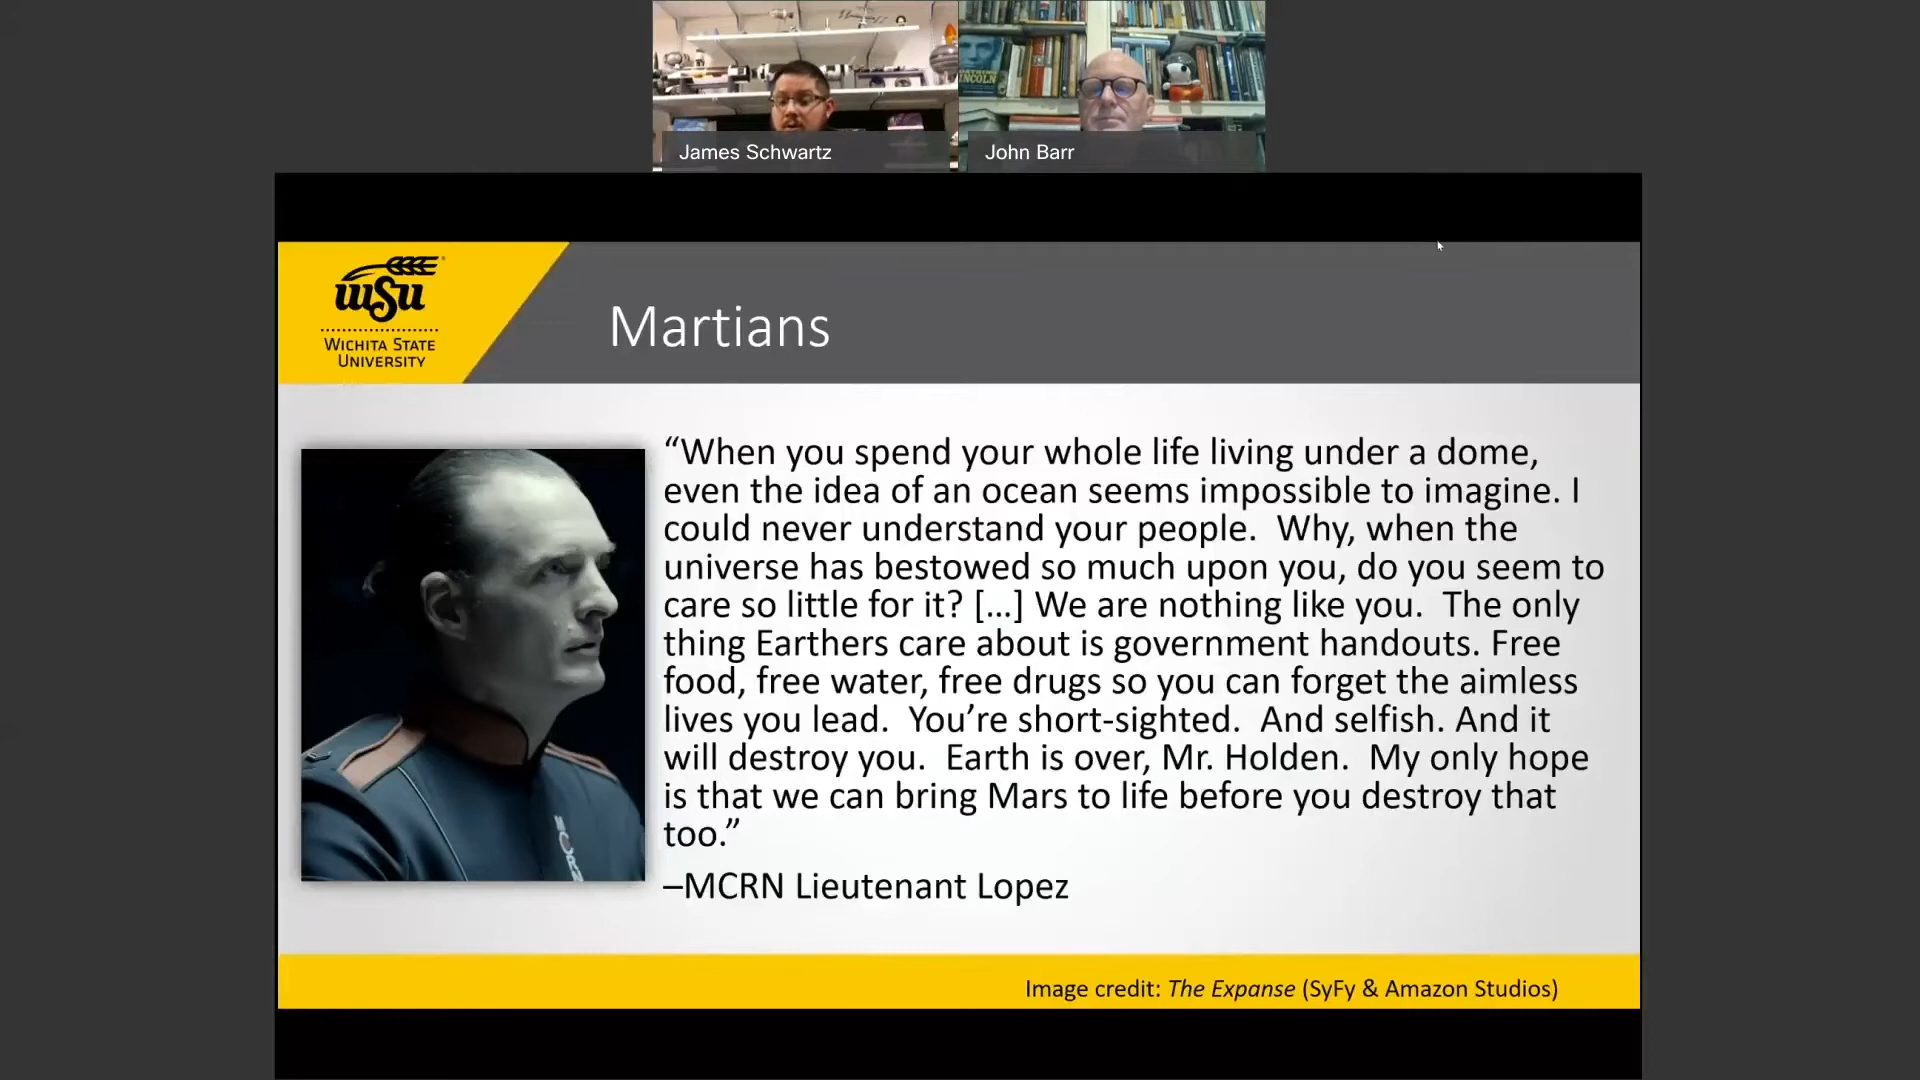 LINCOLN
James Schwartz
John Barr
wsu
WICHITA STATE
UNIVERSITY
Martians
“When you spend your whole life living under a dome,
even the idea of an ocean seems impossible to imagine. I
could never understand your people.  Why, when the
universe has bestowed so much upon you, do you seem to
care so little for it? [...] We are nothing like you.  The only
thing Earthers care about is government handouts. Free
food, free water, free drugs so you can forget the aimless
lives you lead.  You’re short-sighted.  And selfish. And it
will destroy you.  Earth is over, Mr. Holden.  My only hope
is that we can bring Mars to life before you destroy that
too.”
–MCRN Lieutenant Lopez
MCRN
Image credit: The Expanse (SyFy & Amazon Studios)